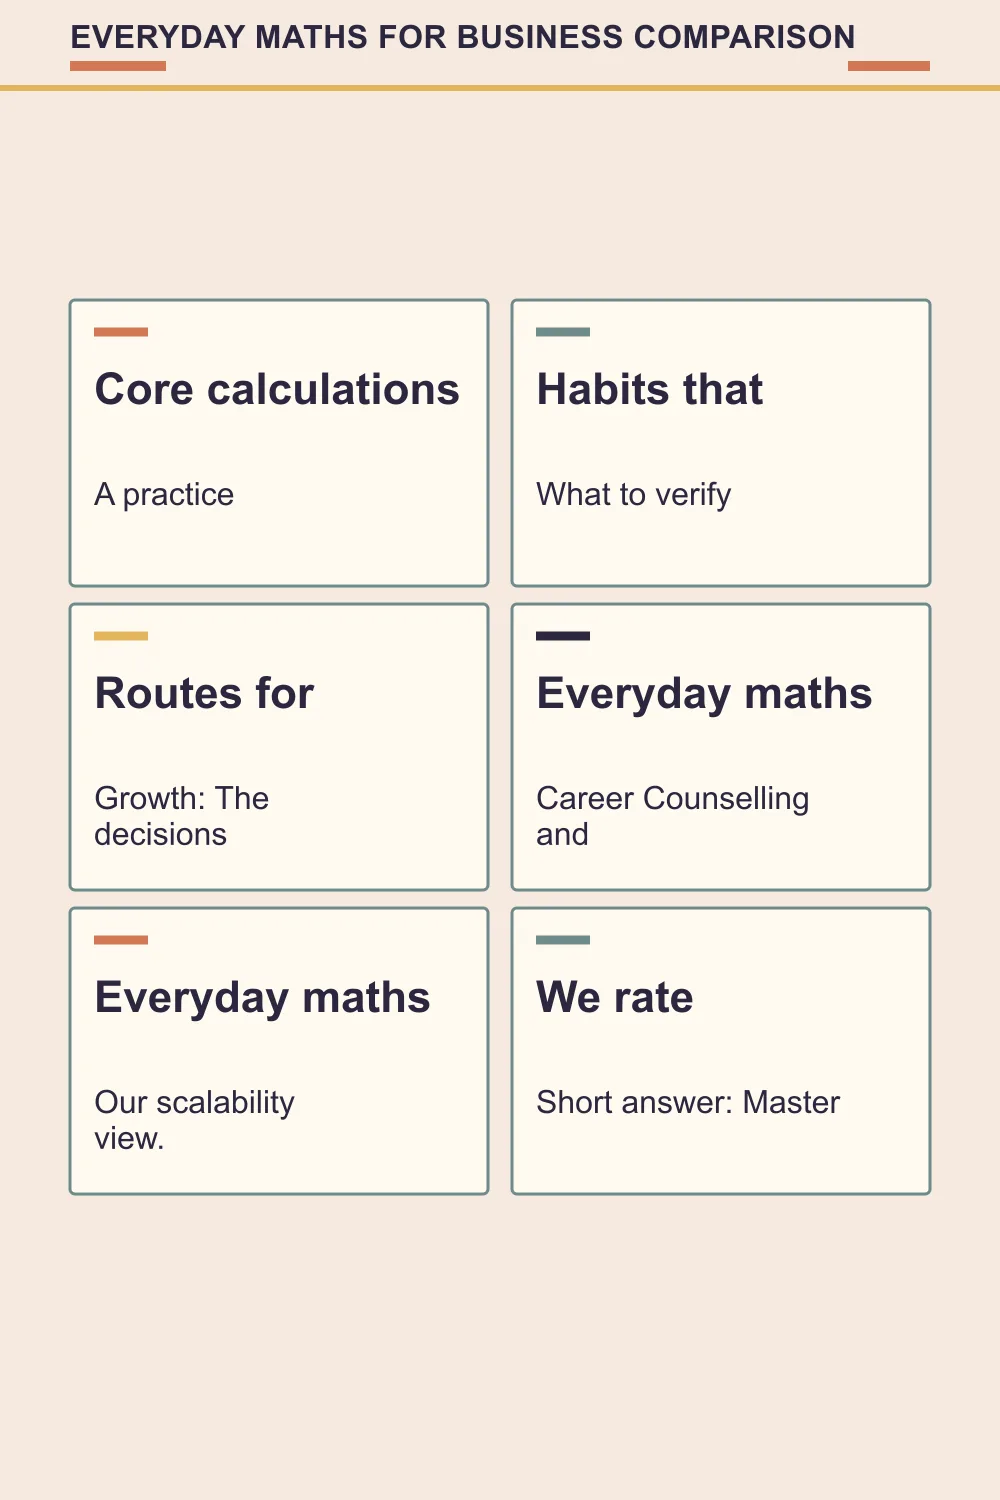 EVERYDAY MATHS FOR BUSINESS COMPARISON
Core calculations
A practice
Habits that
What to verify
Routes for
Growth: The
decisions
Everyday maths
Career Counselling
and
Everyday maths
Our scalability
view.
We rate
Short answer: Master